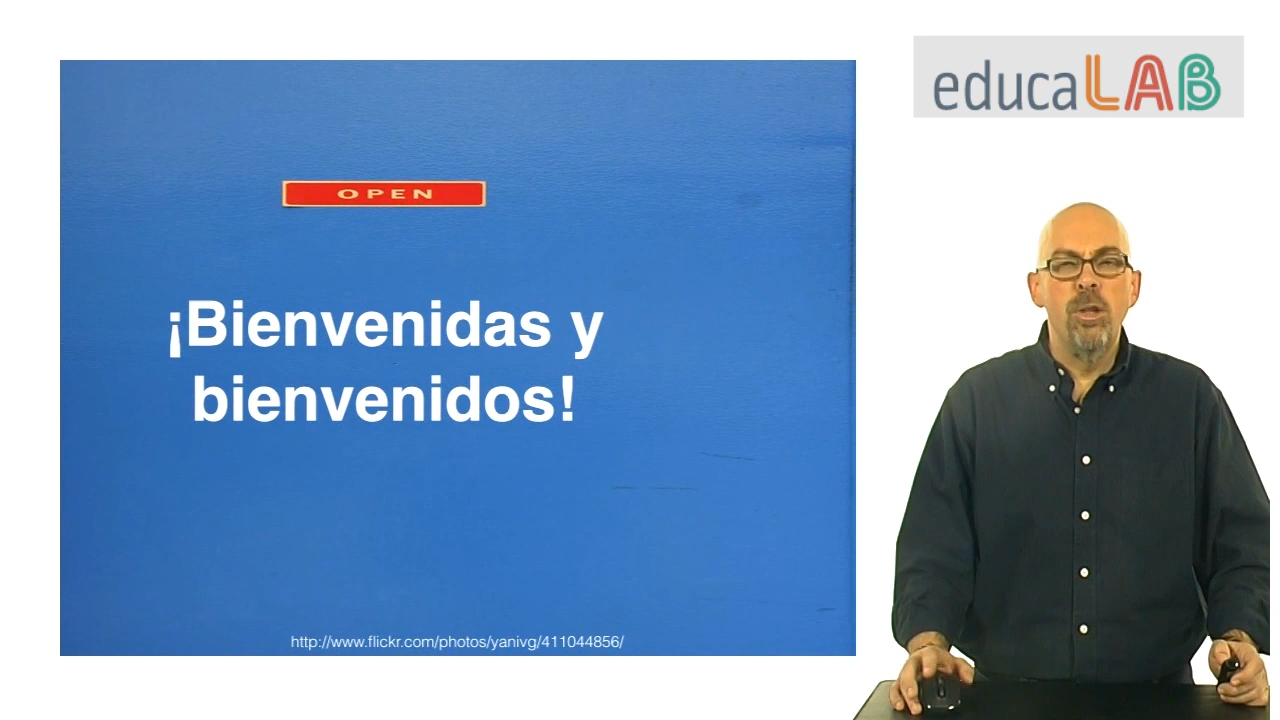 educaLAB
OPEN
¡Bienvenidas y
bienvenidos!
http://www.flickr.com/photos/yanivg/411044856/